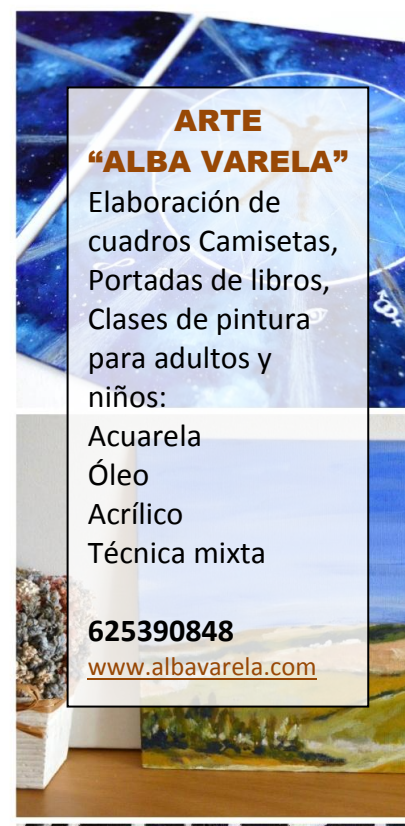 ARTE
“ALBA VARELA”
Elaboración de
cuadros Camisetas,
Portadas de libros,
Clases de pintura
para adultos y
niños:
Acuarela
Óleo
Acrílico
Técnica mixta
625390848
www.albavarela.com